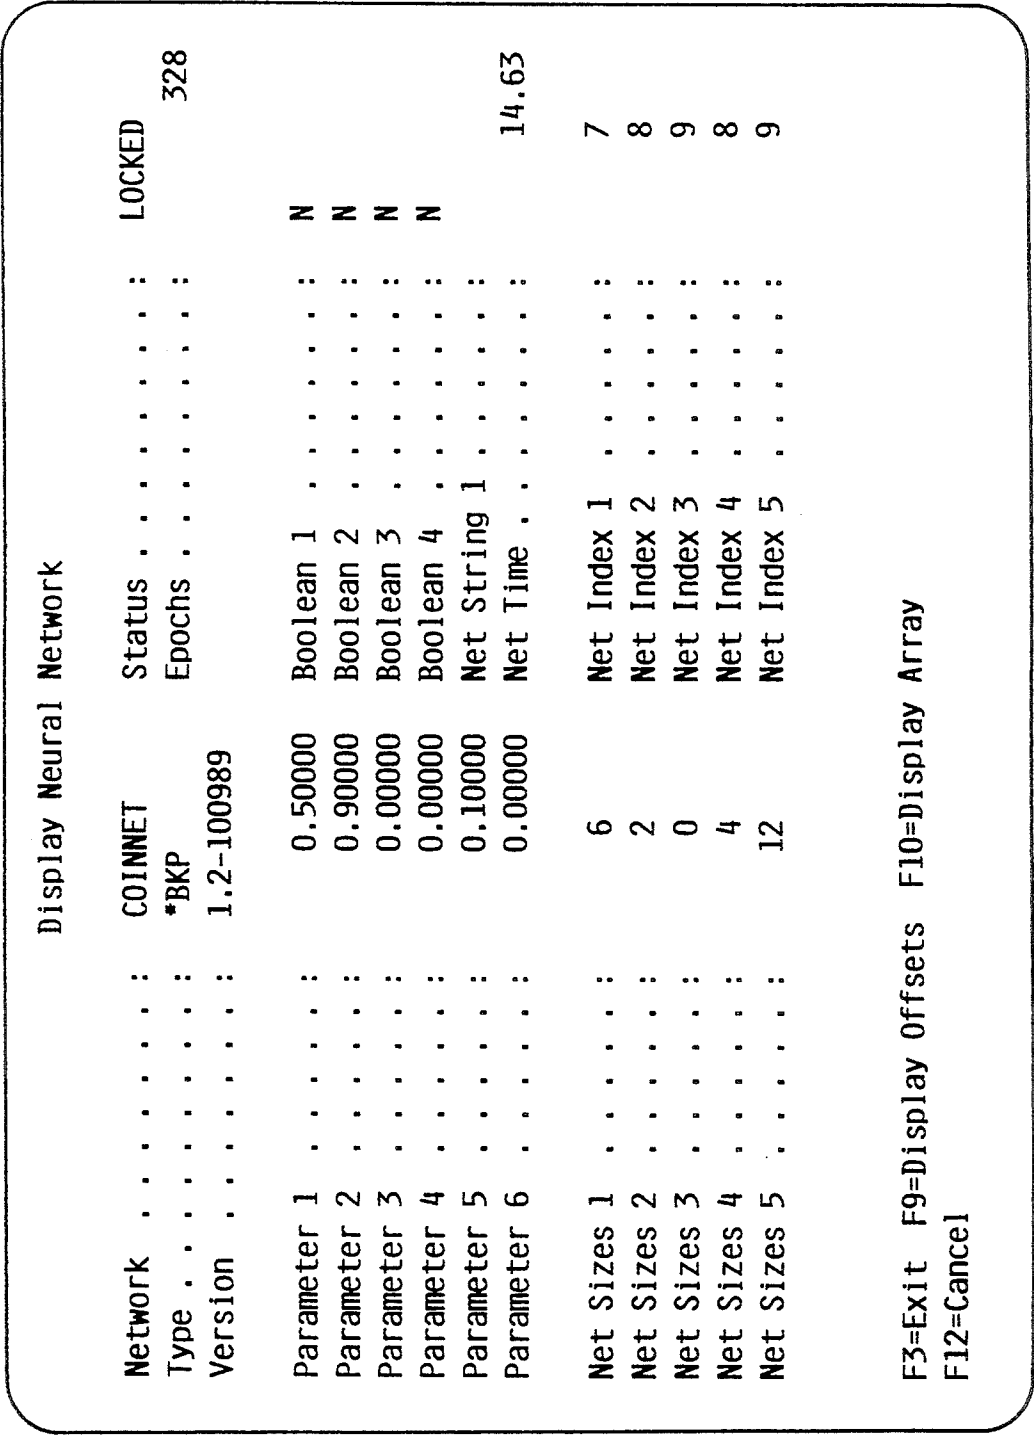 Display Neural Network
Network . . . . . . . . : COINNET Status . . . . . . . . . : LOCKED
Type . . . . . . . . . : *BKP Epochs . . . . . . . . . : 328
Version . . . . . . . . : 1.2-100989
Parameter 1 . . . . . . : 0.50000 Boolean 1 . . . . . . . : N
Parameter 2 . . . . . . : 0.90000 Boolean 2 . . . . . . . : N
Parameter 3 . . . . . . : 0.00000 Boolean 3 . . . . . . . : N
Parameter 4 . . . . . . : 0.00000 Boolean 4 . . . . . . . : N
Parameter 5 . . . . . . : 0.10000 Net String 1 . . . . . . :
Parameter 6 . . . . . . : 0.00000 Net Time . . . . . . . . : 14.63
Net Sizes 1 . . . . . . : 6 Net Index 1 . . . . . . : 7
Net Sizes 2 . . . . . . : 2 Net Index 2 . . . . . . : 8
Net Sizes 3 . . . . . . : 0 Net Index 3 . . . . . . : 9
Net Sizes 4 . . . . . . : 4 Net Index 4 . . . . . . : 8
Net Sizes 5 . . . . . . : 12 Net Index 5 . . . . . . : 9
F3=Exit F9=Display Offsets F10=Display Array
F12=Cancel